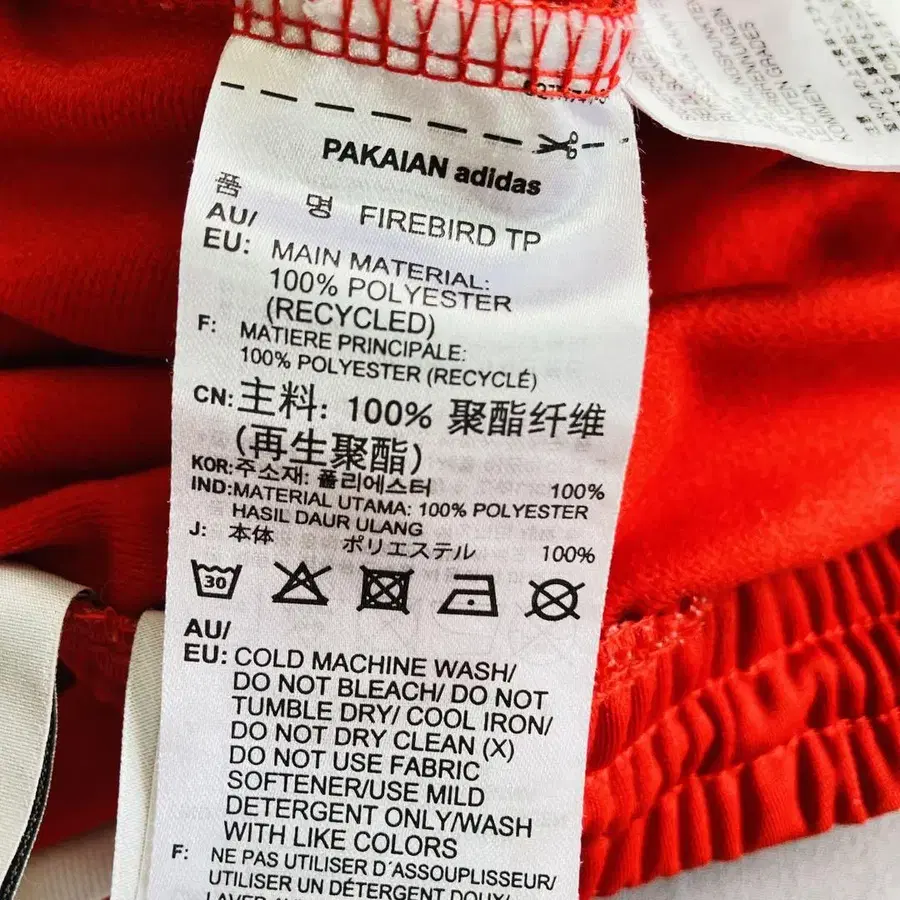 PAKAIAN adidas
품 명 FIREBIRD TP
AU/
EU: MAIN MATERIAL:
100% POLYESTER
(RECYCLED)
F: MATIERE PRINCIPALE:
100% POLYESTER (RECYCLÉ)
CN: 主料: 100% 聚酯纤维
(再生聚酯)
KOR: 주소재: 폴리에스터 100%
IND: MATERIAL UTAMA: 100% POLYESTER
HASIL DAUR ULANG
J: 本体 ポリエステル 100%
30
AU/
EU: COLD MACHINE WASH/
DO NOT BLEACH/ DO NOT
TUMBLE DRY/ COOL IRON/
DO NOT DRY CLEAN (X)
DO NOT USE FABRIC
SOFTENER/USE MILD
DETERGENT ONLY/WASH
WITH LIKE COLORS
F: NE PAS UTILISER D´ASSOUPLISSEUR/
UTILISER UN DÉTERGENT DOUX/